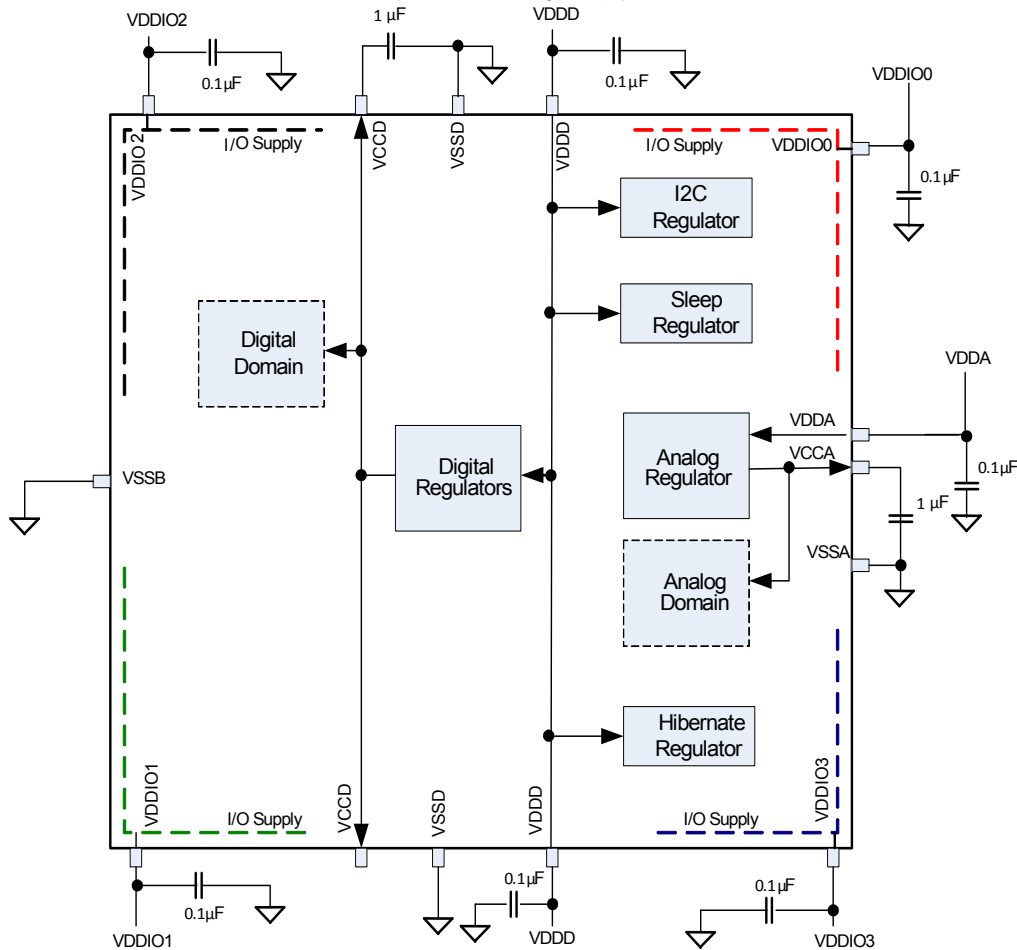 VDDIO2
1 µF
VDDD
0.1µF
0.1µF
VDDIO0
0.1µF
VDDIO2
I/O Supply
VCCD
VSSD
VDDD
I/O Supply
VDDIO0
I2C
Regulator
Sleep
Regulator
Digital
Domain
VDDA
VDDA
VCCA
Analog
Regulator
Digital
Regulators
0.1µF
1 µF
VSSB
VSSA
Analog
Domain
Hibernate
Regulator
VDDIO1
I/O Supply
VCCD
VSSD
VDDD
I/O Supply
VDDIO3
0.1µF
0.1µF
0.1µF
VDDIO1
VDDD
VDDIO3